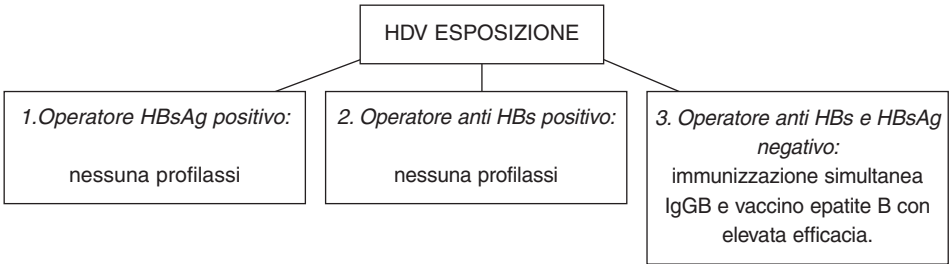 HDV ESPOSIZIONE
1.Operatore HBsAg positivo:
nessuna profilassi
2. Operatore anti HBs positivo:
nessuna profilassi
3. Operatore anti HBs e HBsAg
negativo:
immunizzazione simultanea
IgGB e vaccino epatite B con
elevata efficacia.